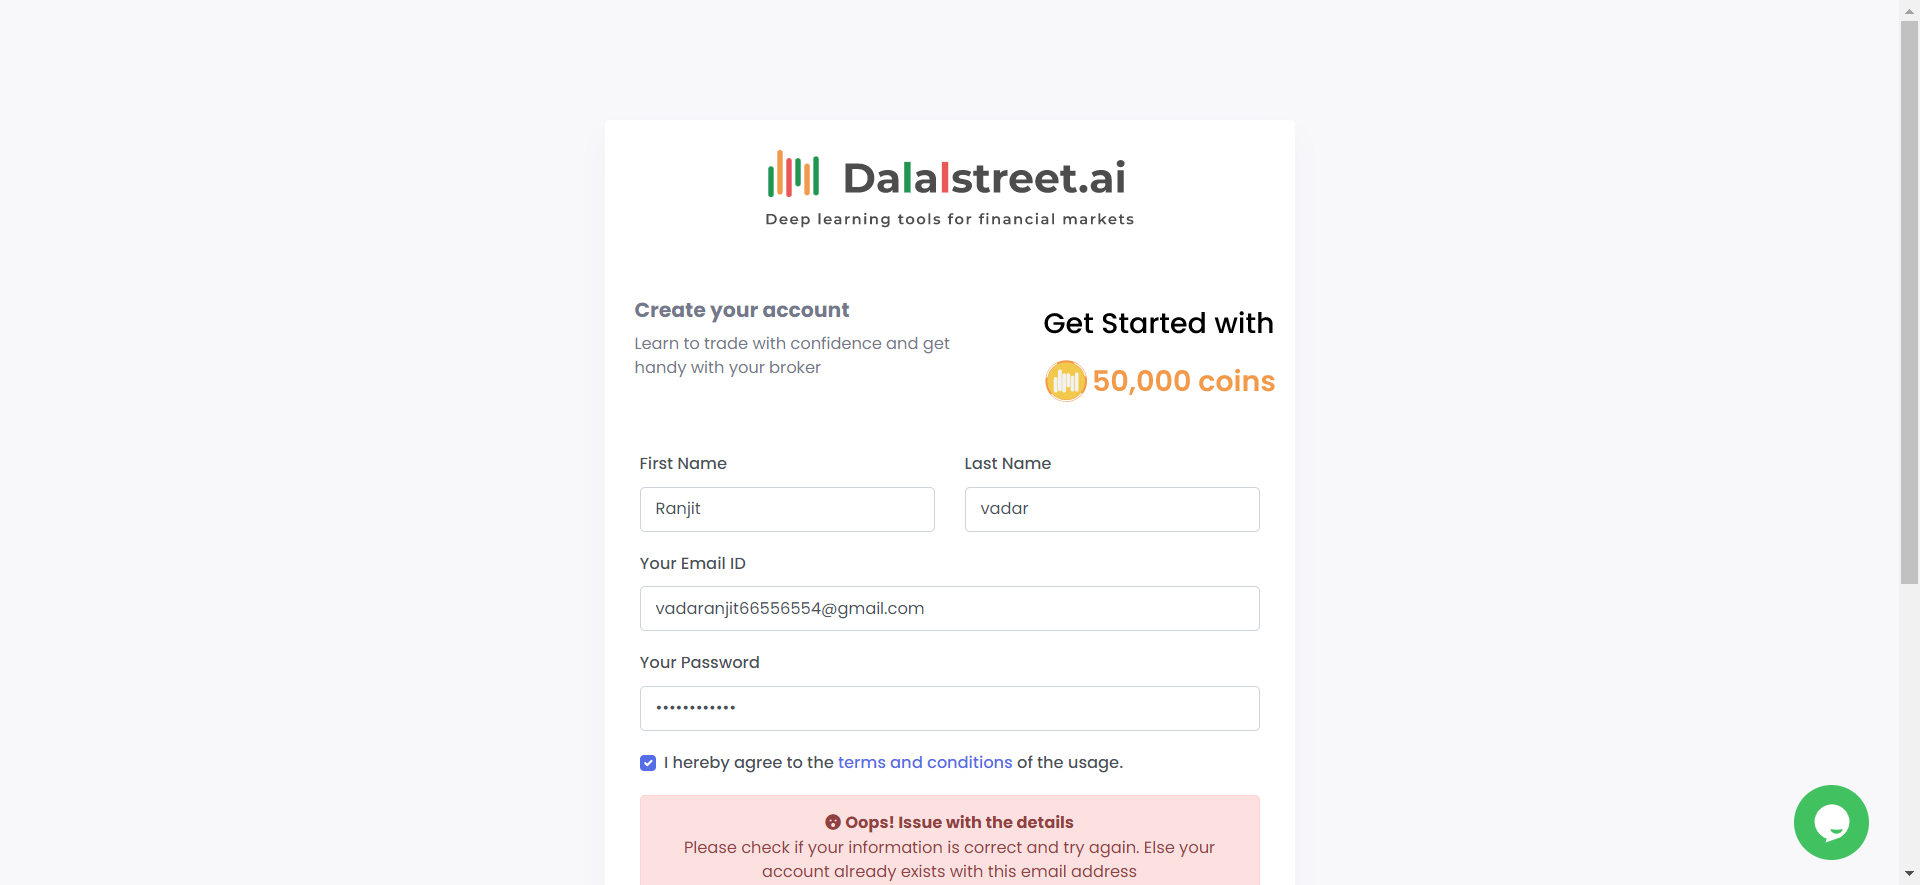 Dalalstreet.ai
Deep learning tools for financial markets
Create your account
Learn to trade with confidence and get
handy with your broker
Get Started with
50,000 coins
First Name
Last Name
Ranjit
vadar
Your Email ID
vadaranjit66556554@gmail.com
Your Password
••••••••••••
I hereby agree to the terms and conditions of the usage.
Oops! Issue with the details
Please check if your information is correct and try again. Else your
account already exists with this email address